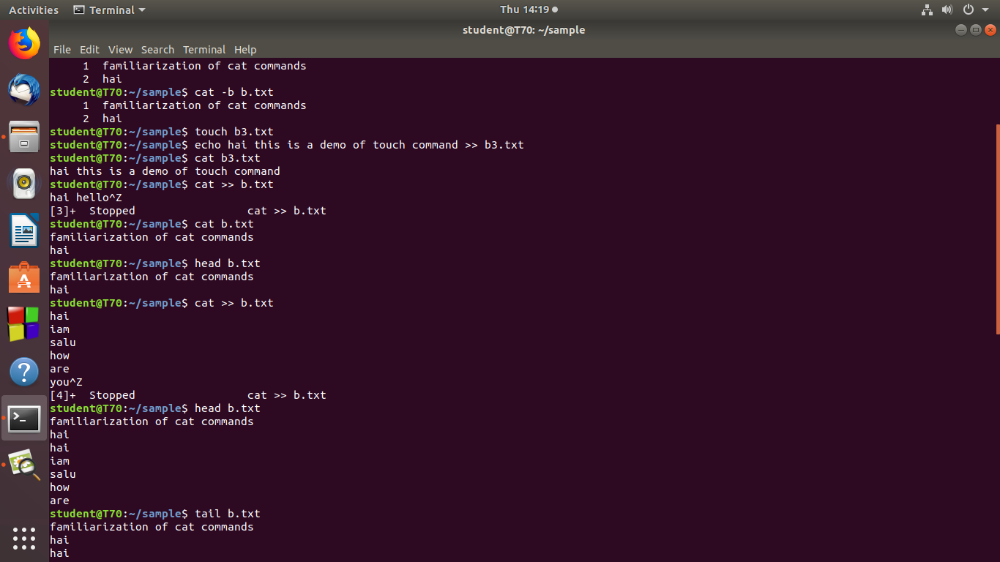 Activities Terminal Thu 14:19
student@T70: ~/sample
File Edit View Search Terminal Help
     1  familiarization of cat commands
     2  hai
student@T70:~/sample$ cat -b b.txt
     1  familiarization of cat commands
     2  hai
student@T70:~/sample$ touch b3.txt
student@T70:~/sample$ echo hai this is a demo of touch command >> b3.txt
student@T70:~/sample$ cat b3.txt
hai this is a demo of touch command
student@T70:~/sample$ cat >> b.txt
hai hello^Z
[3]+  Stopped                 cat >> b.txt
student@T70:~/sample$ cat b.txt
familiarization of cat commands
hai
student@T70:~/sample$ head b.txt
familiarization of cat commands
hai
student@T70:~/sample$ cat >> b.txt
hai
iam
salu
how
are
you^Z
[4]+  Stopped                 cat >> b.txt
student@T70:~/sample$ head b.txt
familiarization of cat commands
hai
hai
iam
salu
how
are
student@T70:~/sample$ tail b.txt
familiarization of cat commands
hai
hai